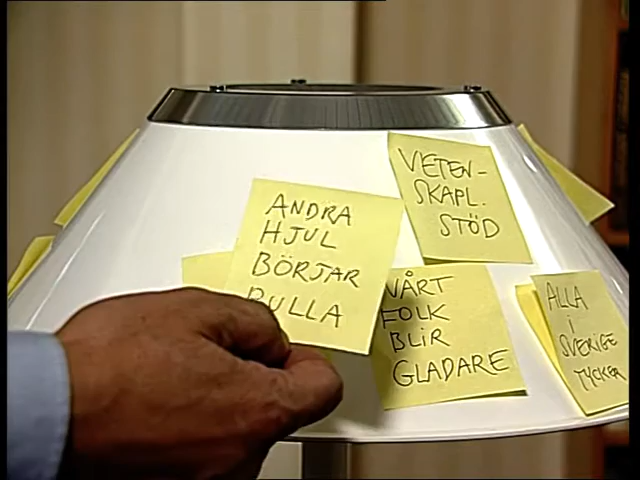 ANDRA
HJUL
BÖRJAR
RULLA
VETEN-
SKAPL.
STÖD
VÅRT
FOLK
BLIR
GLADARE
ALLA
i
SVERIGE
TYCKER